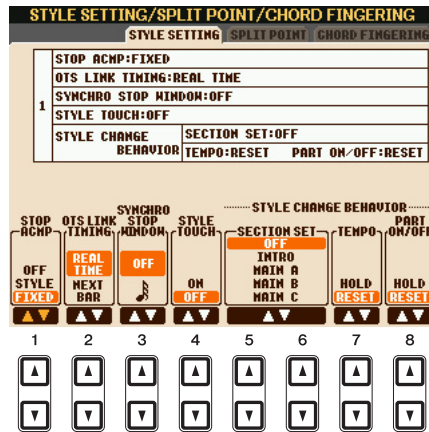 STYLE SETTING/SPLIT POINT/CHORD FINGERING
STYLE SETTING SPLIT POINT CHORD FINGERING
1
STOP ACMP:FIXED
OTS LINK TIMING:REAL TIME
SYNCHRO STOP WINDOW:OFF
STYLE TOUCH:OFF
STYLE CHANGE BEHAVIOR
SECTION SET:OFF
TEMPO:RESET PART ON/OFF:RESET
STYLE CHANGE BEHAVIOR
STOP ACMP
OTS LINK TIMING
SYNCHRO STOP WINDOW
STYLE TOUCH
SECTION SET
TEMPO
PART ON/OFF
OFF
STYLE
FIXED
REAL TIME
NEXT BAR
OFF
ON
OFF
OFF
INTRO
MAIN A
MAIN B
MAIN C
HOLD
RESET
HOLD
RESET
1 2 3 4 5 6 7 8